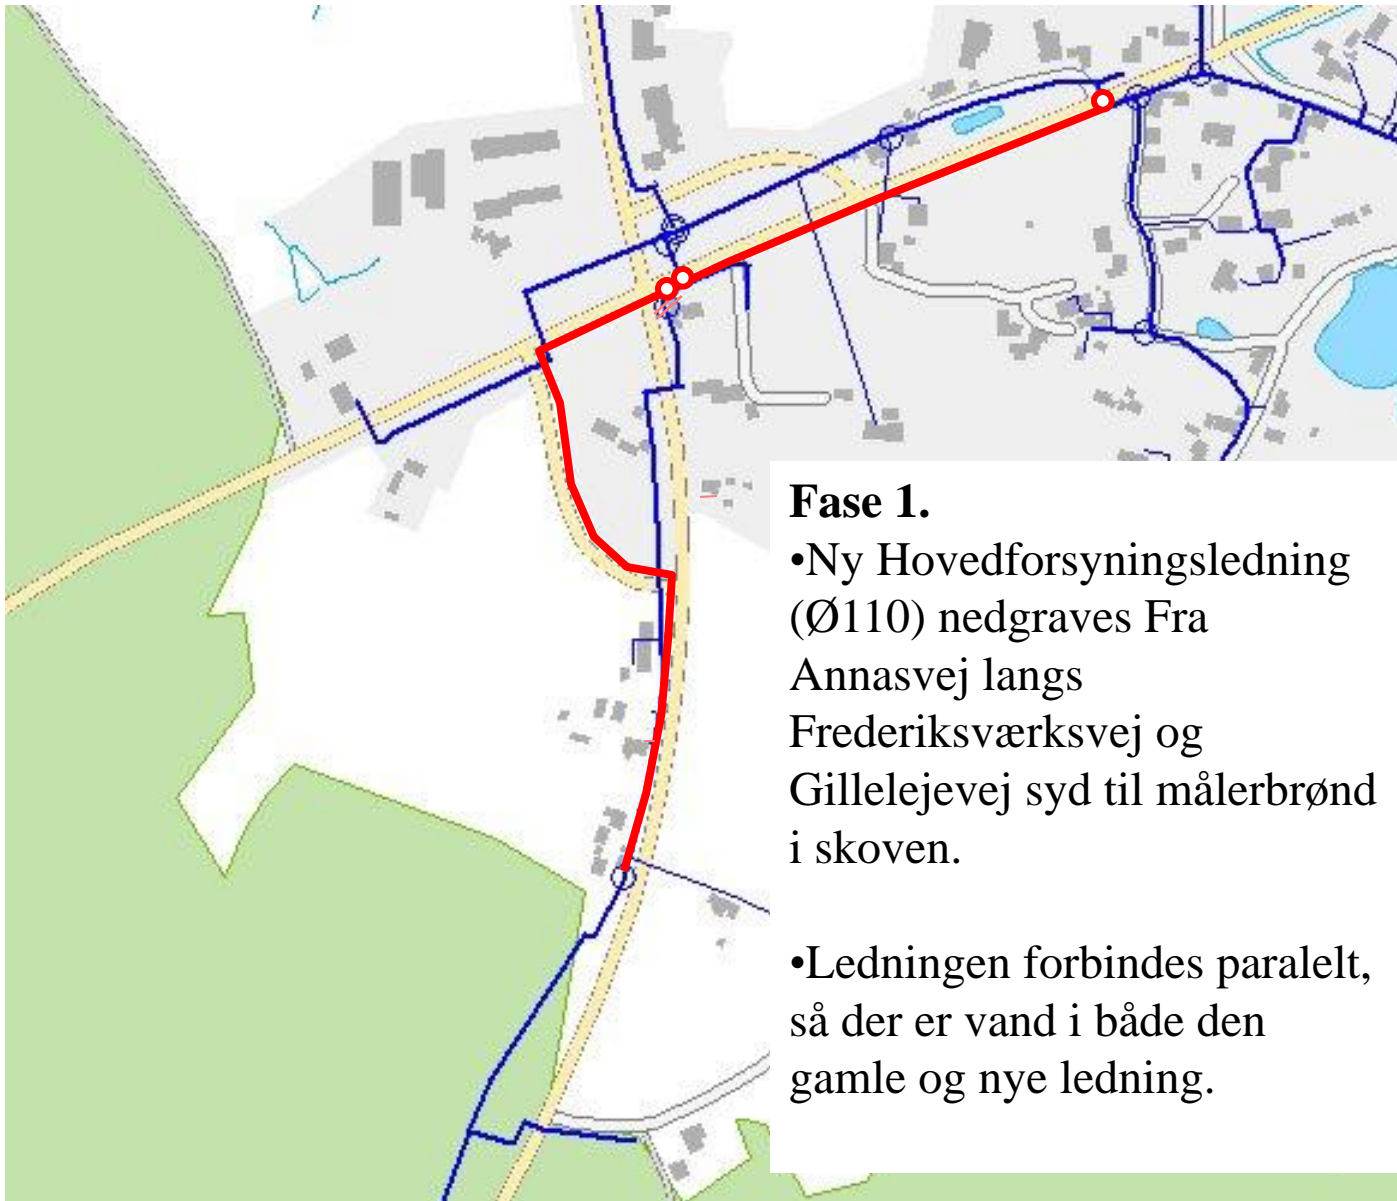 Fase 1.
•Ny Hovedforsyningsledning
(Ø110) nedgraves Fra
Annasvej langs
Frederiksværksvej og
Gillelejevej syd til målerbrønd
i skoven.
•Ledningen forbindes paralelt,
så der er vand i både den
gamle og nye ledning.